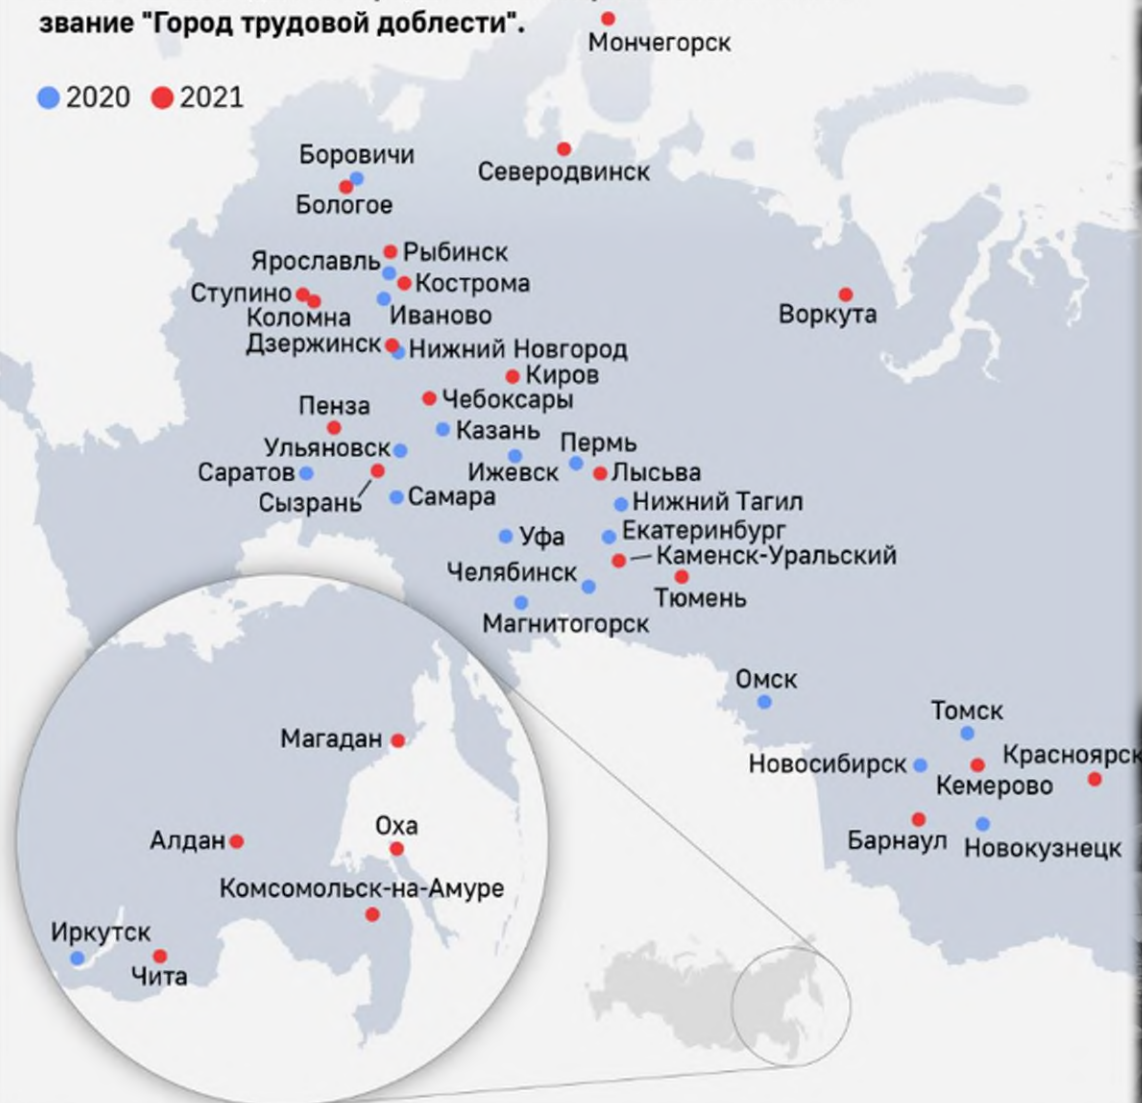 звание "Город трудовой доблести".
Мончегорск
2020 2021
Боровичи
Северодвинск
Бологое
Рыбинск
Ярославль
Кострома
Ступино
Коломна
Иваново
Воркута
Дзержинск
Нижний Новгород
Киров
Чебоксары
Пенза
Казань
Ульяновск
Пермь
Саратов
Ижевск
Лысьва
Сызрань
Самара
Нижний Тагил
Уфа
Екатеринбург
Каменск-Уральский
Челябинск
Тюмень
Магнитогорск
Омск
Томск
Магадан
Новосибирск
Красноярск
Кемерово
Оха
Алдан
Барнаул
Новокузнецк
Комсомольск-на-Амуре
Иркутск
Чита